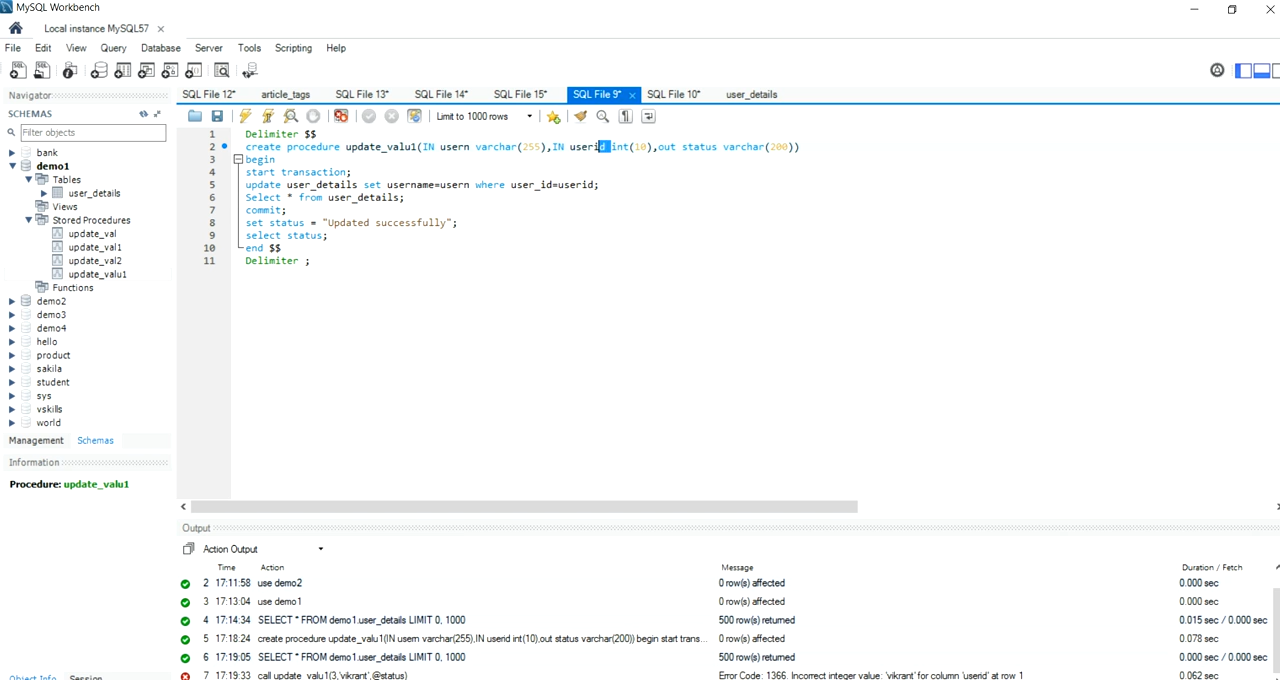 MySQL Workbench
Local instance MySQL57
File Edit View Query Database Server Tools Scripting Help
Navigator
SCHEMAS
Filter objects
bank
demo1
Tables
user_details
Views
Stored Procedures
update_val
update_val1
update_val2
update_valu1
Functions
demo2
demo3
demo4
hello
product
sakila
student
sys
vskills
world
Management Schemas
Information
Procedure: update_valu1
Object Info Session
SQL File 12* article_tags SQL File 13* SQL File 14* SQL File 15* SQL File 9* SQL File 10* user_details
Limit to 1000 rows
1 Delimiter $$
2 create procedure update_valu1(IN usern varchar(255),IN userid int(10),out status varchar(200))
3 begin
4 start transaction;
5 update user_details set username=usern where user_id=userid;
6 Select * from user_details;
7 commit;
8 set status = "Updated successfully";
9 select status;
10 end $$
11 Delimiter ;
Output
Action Output
Time Action Message Duration / Fetch
2 17:11:58 use demo2 0 row(s) affected 0.000 sec
3 17:13:04 use demo1 0 row(s) affected 0.000 sec
4 17:14:34 SELECT * FROM demo1.user_details LIMIT 0, 1000 500 row(s) returned 0.015 sec / 0.000 sec
5 17:18:24 create procedure update_valu1(IN usern varchar(255),IN userid int(10),out status varchar(200)) begin start trans... 0 row(s) affected 0.078 sec
6 17:19:05 SELECT * FROM demo1.user_details LIMIT 0, 1000 500 row(s) returned 0.000 sec / 0.000 sec
7 17:19:33 call update_valu1(3,'vikrant',@status) Error Code: 1366. Incorrect integer value: 'vikrant' for column 'userid' at row 1 0.062 sec